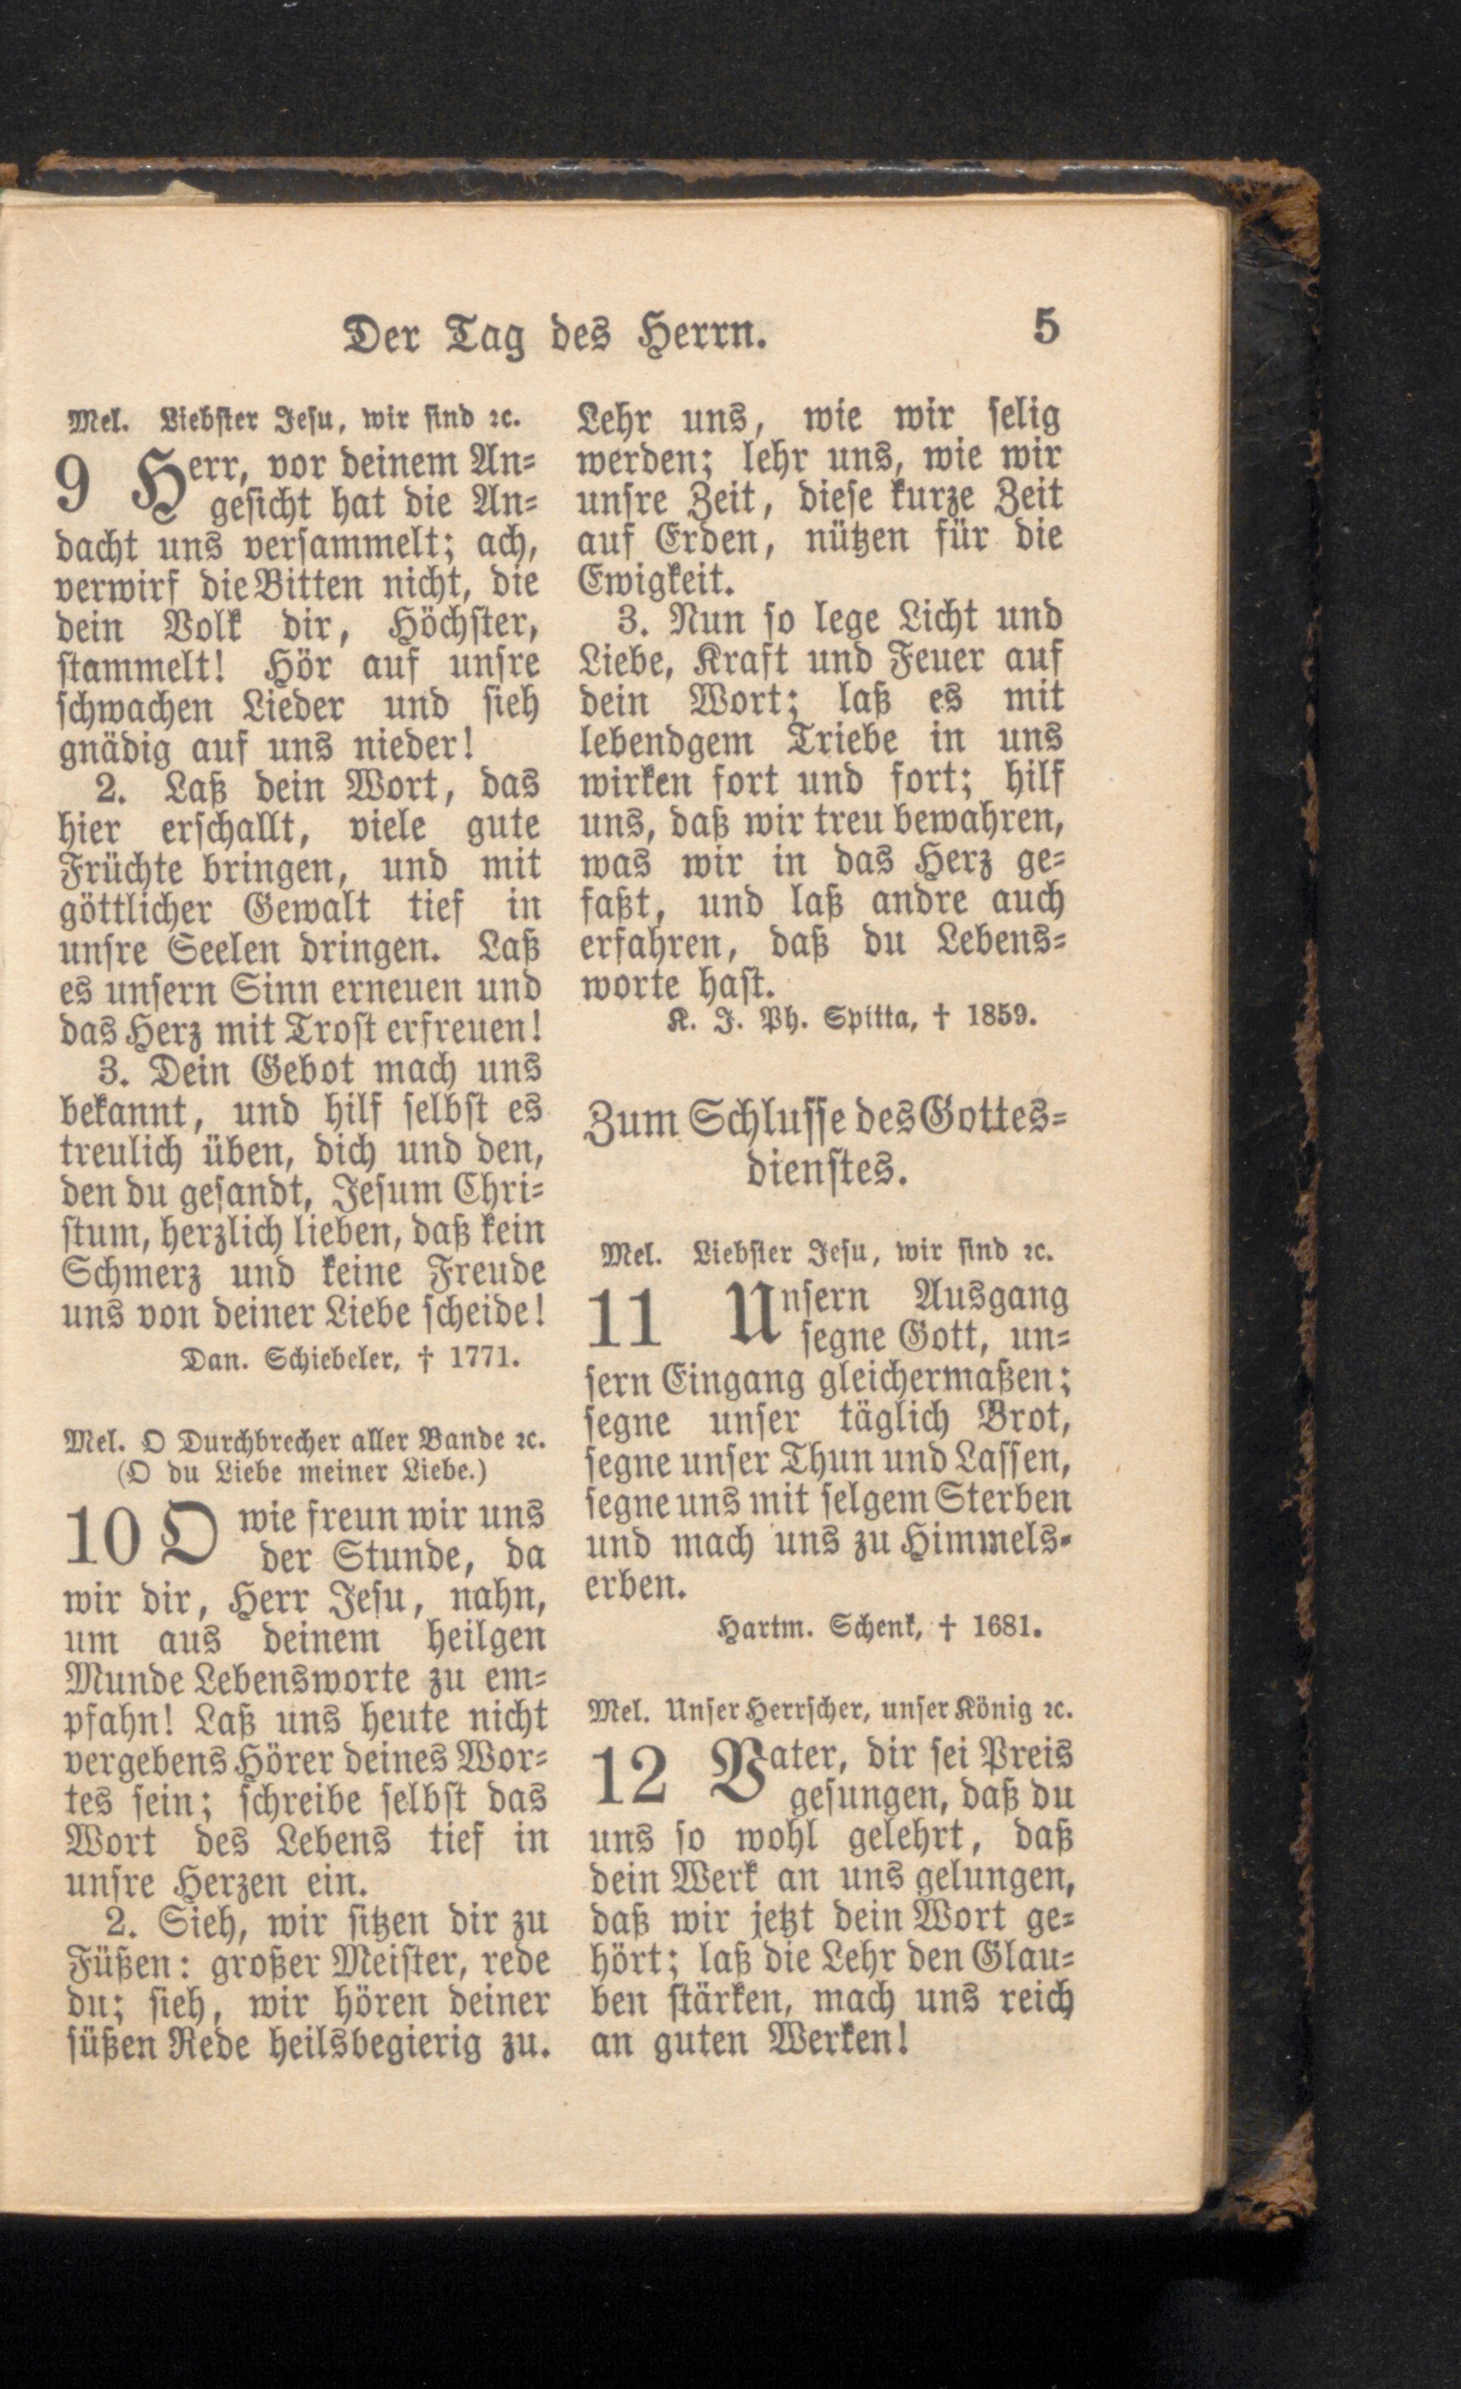 Der Tag des Herrn.
5
Mel. Liebster Jesu, wir sind ꝛc.
9 Herr, vor deinem An-
gesicht hat die An-
dacht uns versammelt; ach,
verwirf die Bitten nicht, die
dein Volk dir, Höchster,
stammelt! Hör auf unsre
schwachen Lieder und sieh
gnädig auf uns nieder!
2. Laß dein Wort, das
hier erschallt, viele gute
Früchte bringen, und mit
göttlicher Gewalt tief in
unsre Seelen dringen. Laß
es unsern Sinn erneuen und
das Herz mit Trost erfreuen!
3. Dein Gebot mach uns
bekannt, und hilf selbst es
treulich üben, dich und den,
den du gesandt, Jesum Chri-
stum, herzlich lieben, daß kein
Schmerz und keine Freude
uns von deiner Liebe scheide!
Dan. Schiebeler, † 1771.
Mel. O Durchbrecher aller Bande ꝛc.
(O du Liebe meiner Liebe.)
10 O wie freun wir uns
der Stunde, da
wir dir, Herr Jesu, nahn,
um aus deinem heilgen
Munde Lebensworte zu em-
pfahn! Laß uns heute nicht
vergebens Hörer deines Wor-
tes sein; schreibe selbst das
Wort des Lebens tief in
unsre Herzen ein.
2. Sieh, wir sitzen dir zu
Füßen: großer Meister, rede
du; sieh, wir hören deiner
süßen Rede heilsbegierig zu.
Lehr uns, wie wir selig
werden; lehr uns, wie wir
unsre Zeit, diese kurze Zeit
auf Erden, nützen für die
Ewigkeit.
3. Nun so lege Licht und
Liebe, Kraft und Feuer auf
dein Wort; laß es mit
lebendgem Triebe in uns
wirken fort und fort; hilf
uns, daß wir treu bewahren,
was wir in das Herz ge-
faßt, und laß andre auch
erfahren, daß du Lebens-
worte hast.
K. J. Ph. Spitta, † 1859.
Zum Schlusse des Gottes-
dienstes.
Mel. Liebster Jesu, wir sind ꝛc.
11 Unsern Ausgang
segne Gott, un-
sern Eingang gleichermaßen;
segne unser täglich Brot,
segne unser Thun und Lassen,
segne uns mit selgem Sterben
und mach uns zu Himmels-
erben.
Hartm. Schenk, † 1681.
Mel. Unser Herrscher, unser König ꝛc.
12 Vater, dir sei Preis
gesungen, daß du
uns so wohl gelehrt, daß
dein Werk an uns gelungen,
daß wir jetzt dein Wort ge-
hört; laß die Lehr den Glau-
ben stärken, mach uns reich
an guten Werken!